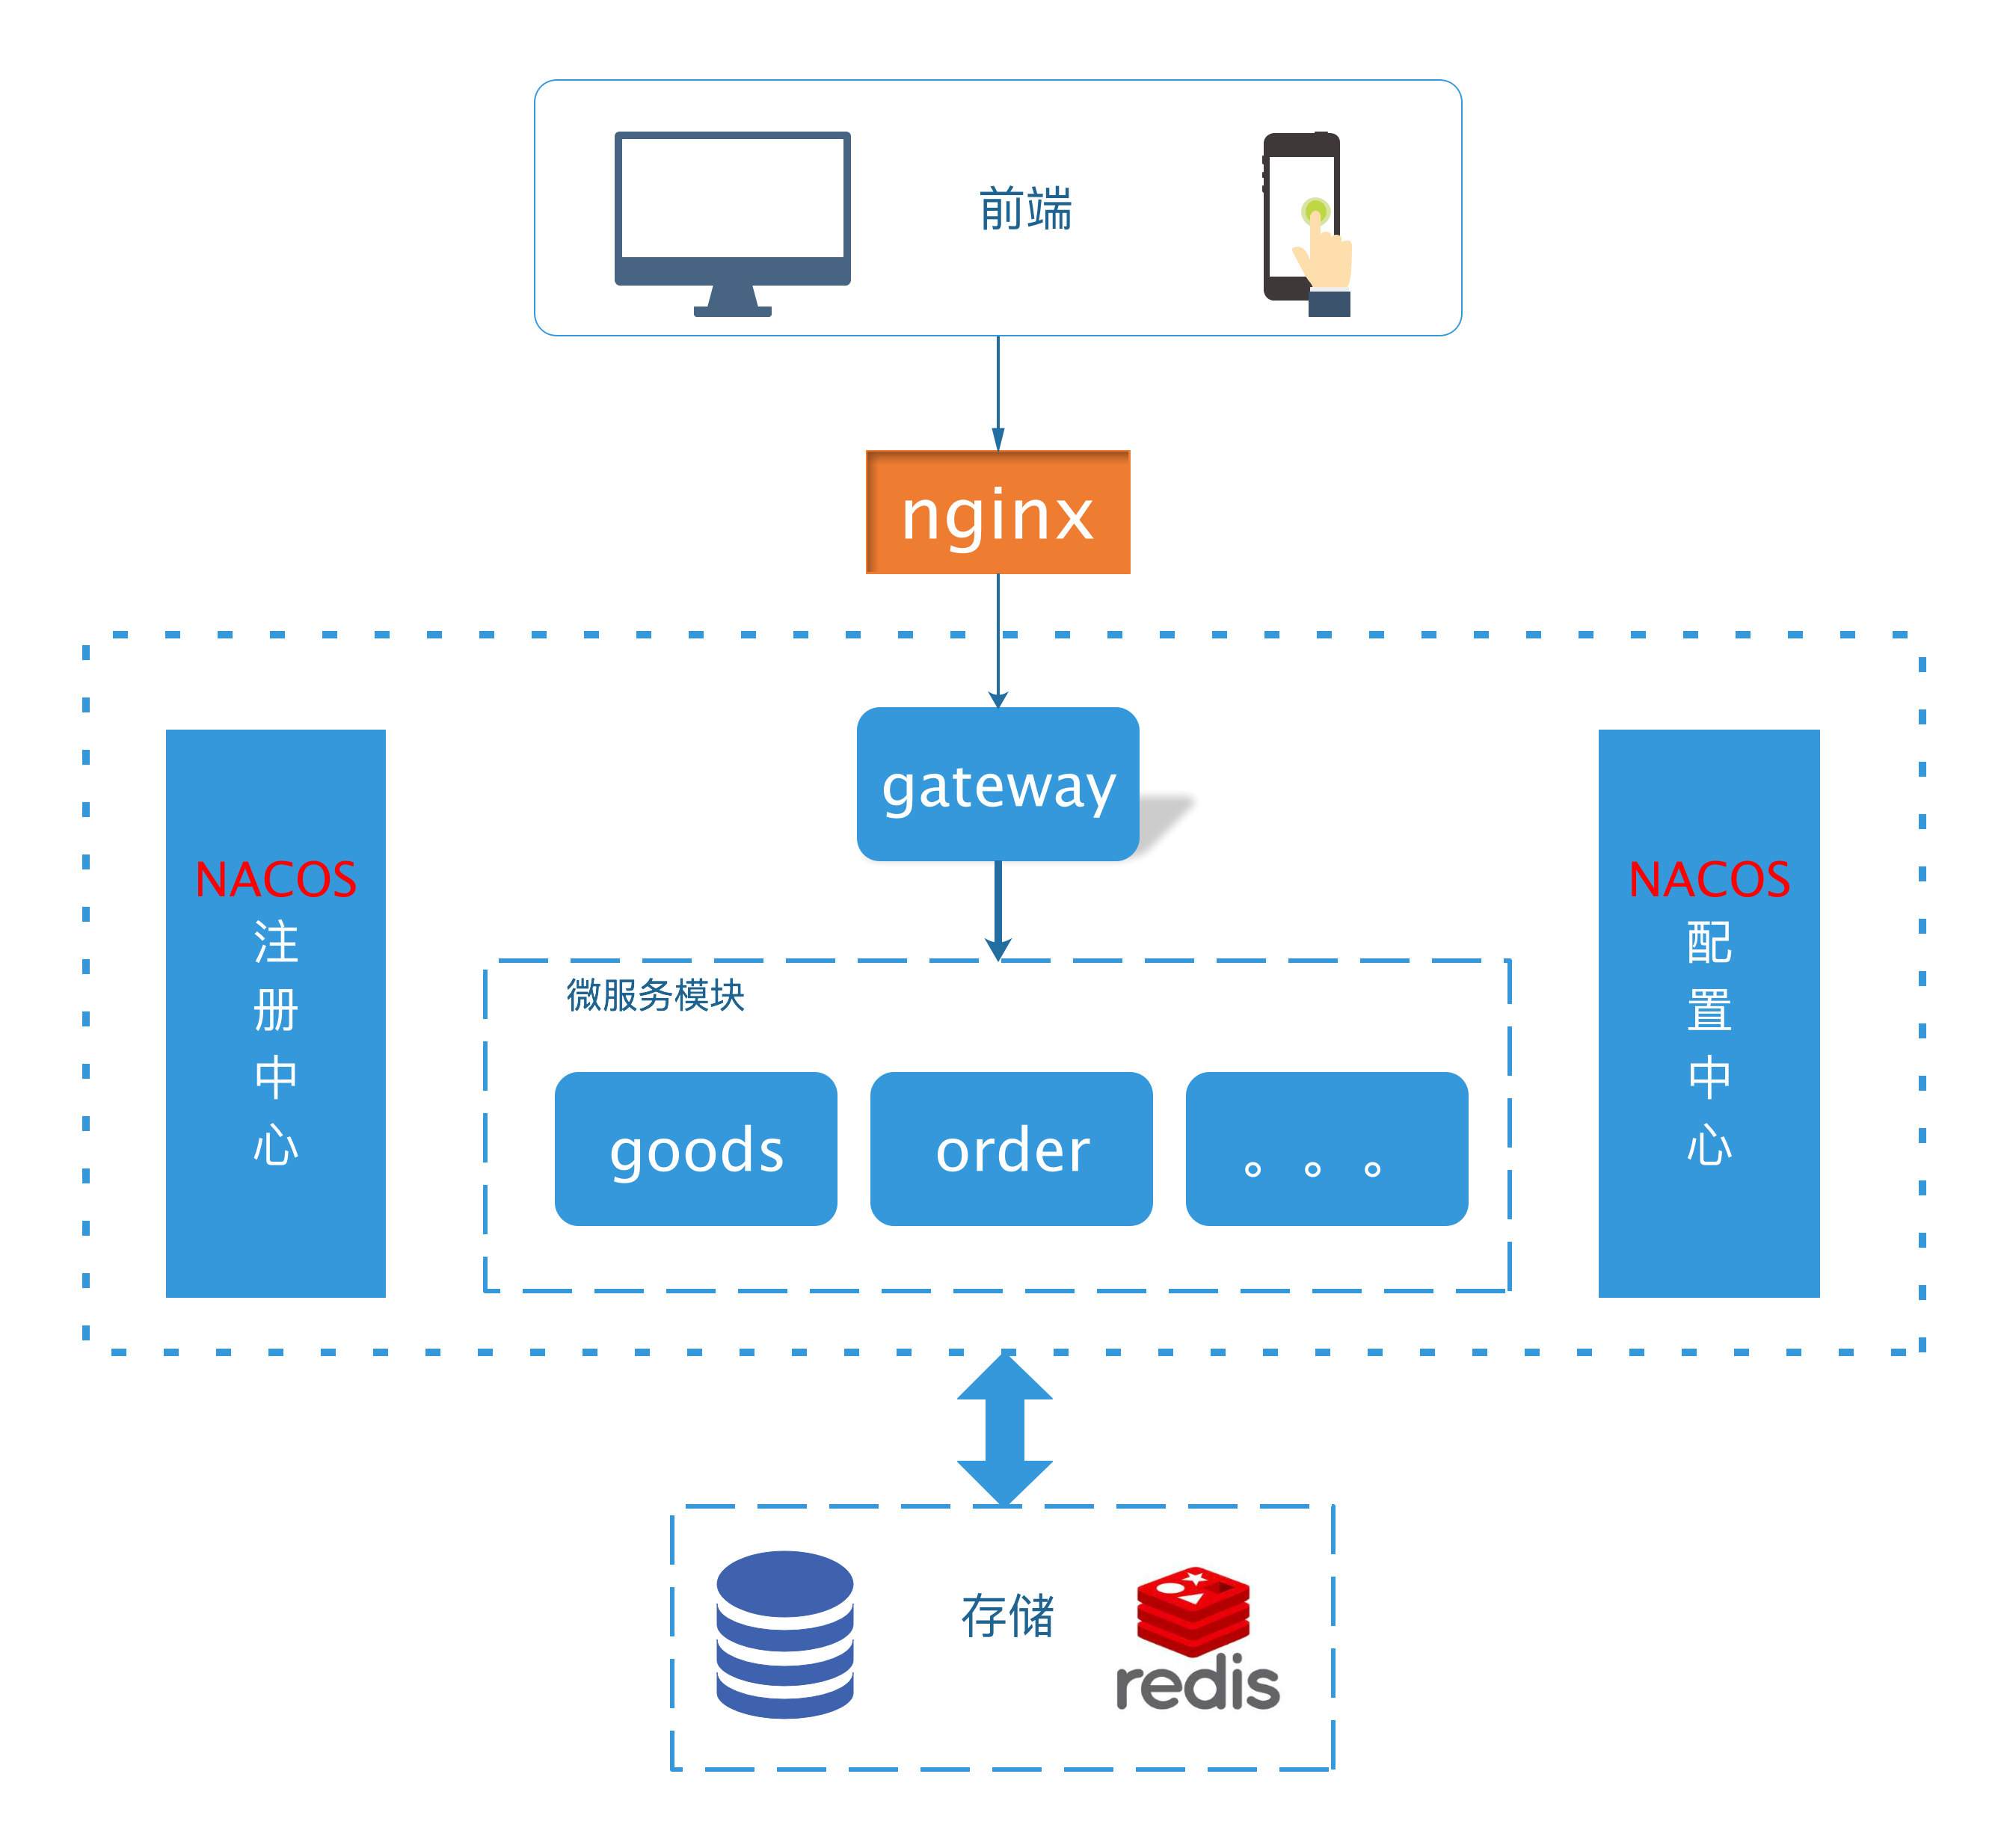 前端
nginx
gateway
NACOS
注
册
中
心
微服务模块
goods
order
。。。
NACOS
配
置
中
心
存储
redis